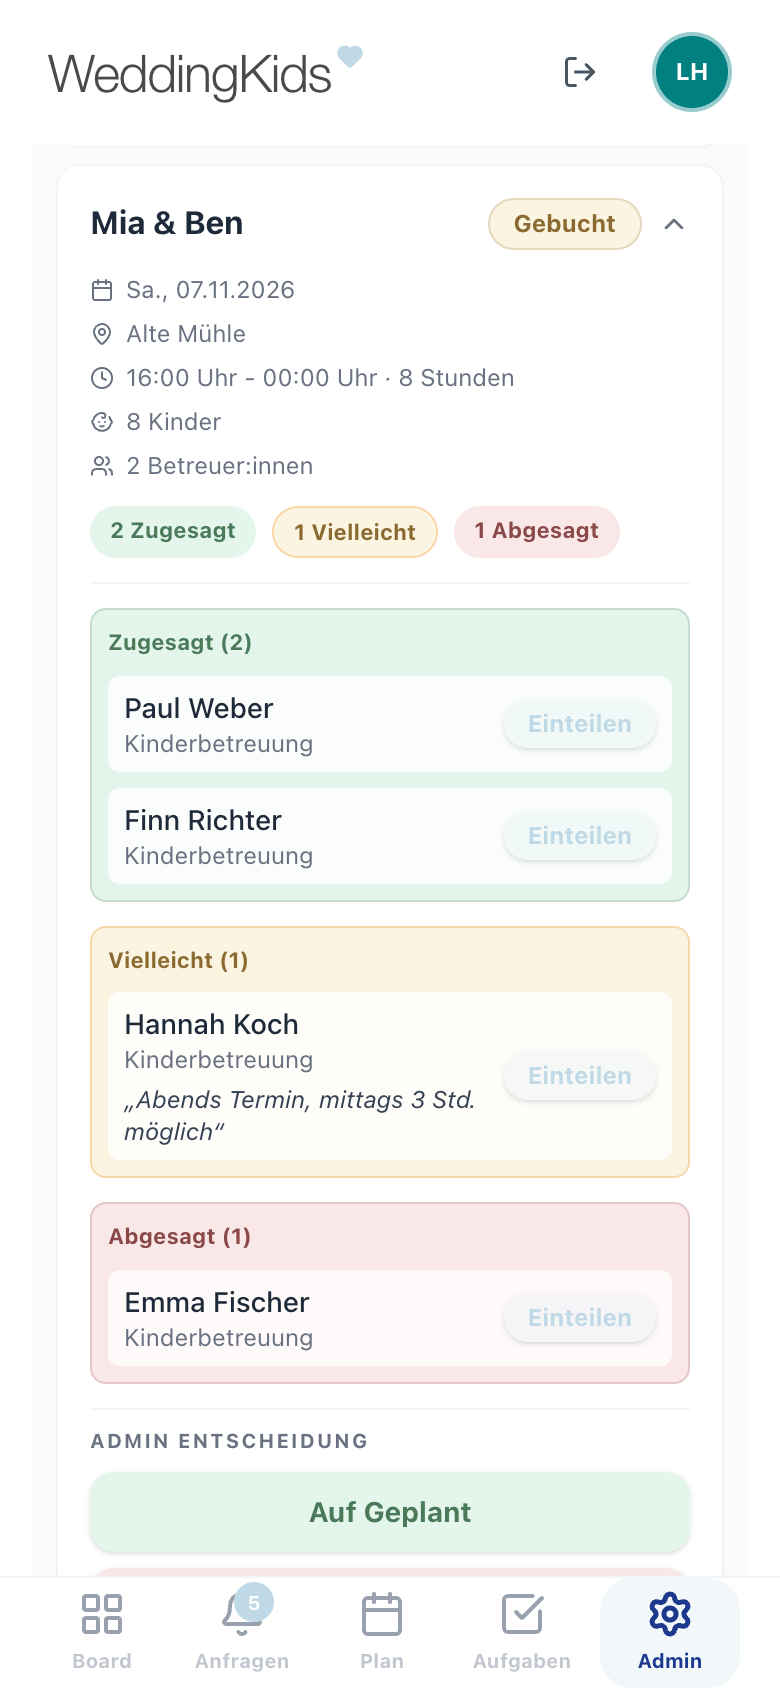 WeddingKids
LH
Mia & Ben
Gebucht
Sa., 07.11.2026
Alte Mühle
16:00 Uhr - 00:00 Uhr · 8 Stunden
8 Kinder
2 Betreuer:innen
2 Zugesagt
1 Vielleicht
1 Abgesagt
Zugesagt (2)
Paul Weber
Kinderbetreuung
Einteilen
Finn Richter
Kinderbetreuung
Einteilen
Vielleicht (1)
Hannah Koch
Kinderbetreuung
„Abends Termin, mittags 3 Std.
möglich“
Einteilen
Abgesagt (1)
Emma Fischer
Kinderbetreuung
Einteilen
ADMIN ENTSCHEIDUNG
Auf Geplant
Board
5
Anfragen
Plan
Aufgaben
Admin